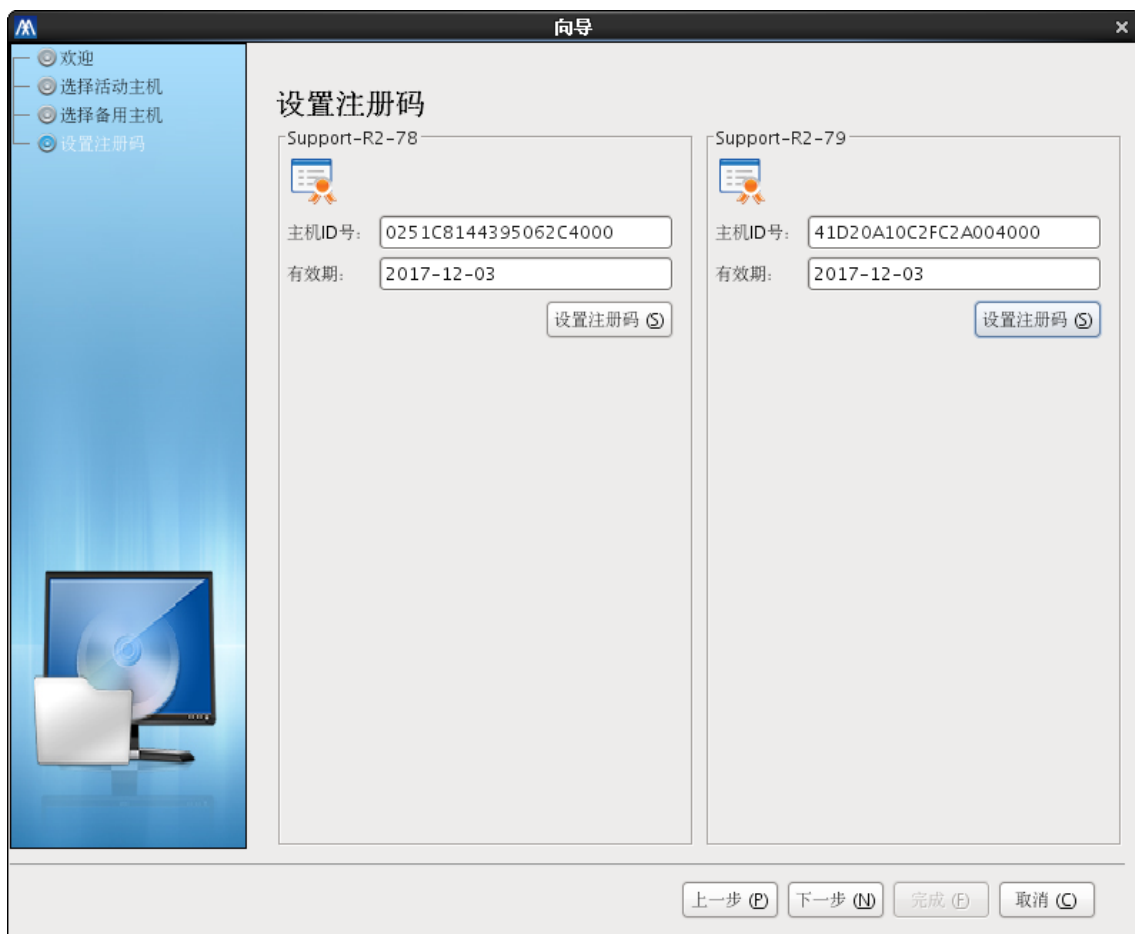 向导
欢迎
选择活动主机
选择备用主机
设置注册码
设置注册码
Support-R2-78
主机ID号:
0251C8144395062C4000
有效期:
2017-12-03
设置注册码 (S)
Support-R2-79
主机ID号:
41D20A10C2FC2A004000
有效期:
2017-12-03
设置注册码 (S)
上一步 (P)
下一步 (N)
完成 (F)
取消 (C)